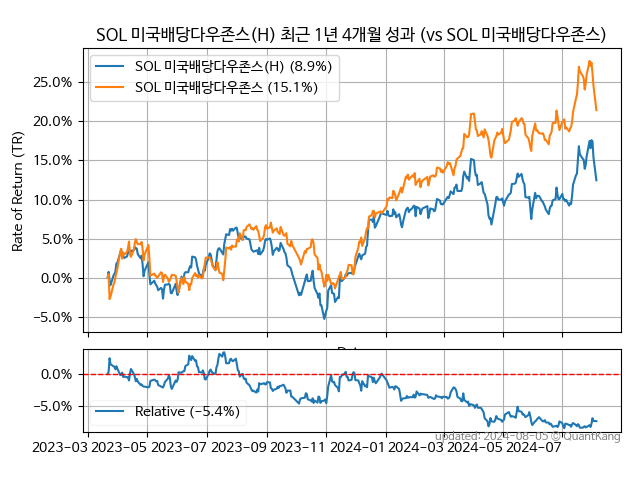 SOL 미국배당다우존스(H) 최근 1년 4개월 성과 (vs SOL 미국배당다우존스)
SOL 미국배당다우존스(H) (8.9%)
SOL 미국배당다우존스 (15.1%)
Rate of Return (TR)
25.0%
20.0%
15.0%
10.0%
5.0%
0.0%
−5.0%
0.0%
−5.0%
Relative (−5.4%)
updated: 2024-08-05 © QuantKang
2023-03 2023-05 2023-07 2023-09 2023-11 2024-01 2024-03 2024-05 2024-07